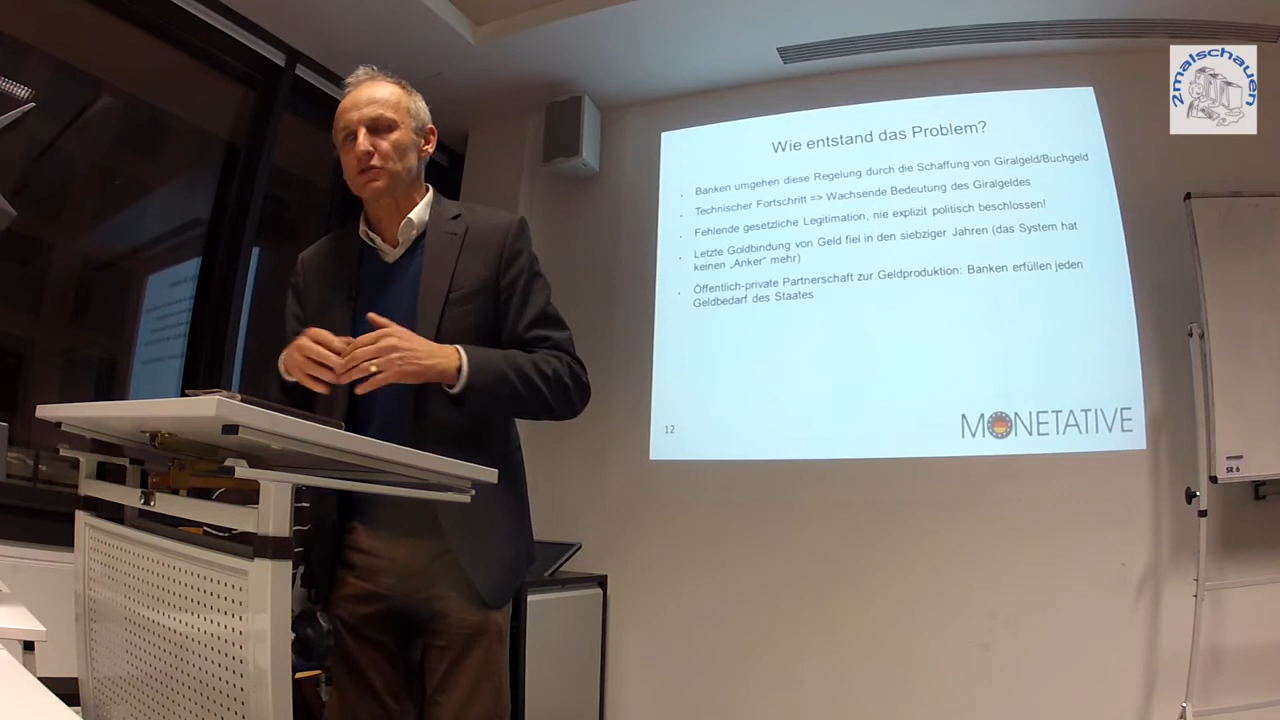 2malschauen
Wie entstand das Problem?
Banken umgehen diese Regelung durch die Schaffung von Giralgeld/Buchgeld
Technischer Fortschritt => Wachsende Bedeutung des Giralgeldes
Fehlende gesetzliche Legitimation, nie explizit politisch beschlossen!
Letzte Goldbindung von Geld fiel in den siebziger Jahren (das System hat
keinen „Anker“ mehr)
Öffentlich-private Partnerschaft zur Geldproduktion: Banken erfüllen jeden
Geldbedarf des Staates
12
MONETATIVE
SR 6